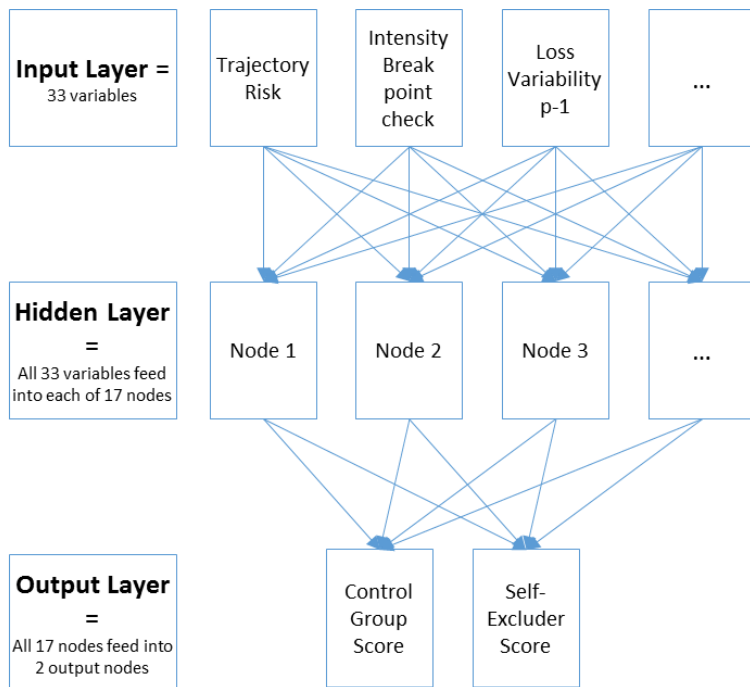 Input Layer =
33 variables
Trajectory
Risk
Intensity
Break
point
check
Loss
Variability
p-1
...
Hidden Layer
=
All 33 variables feed
into each of 17 nodes
Node 1
Node 2
Node 3
...
Output Layer
=
All 17 nodes feed into
2 output nodes
Control
Group
Score
Self-
Excluder
Score